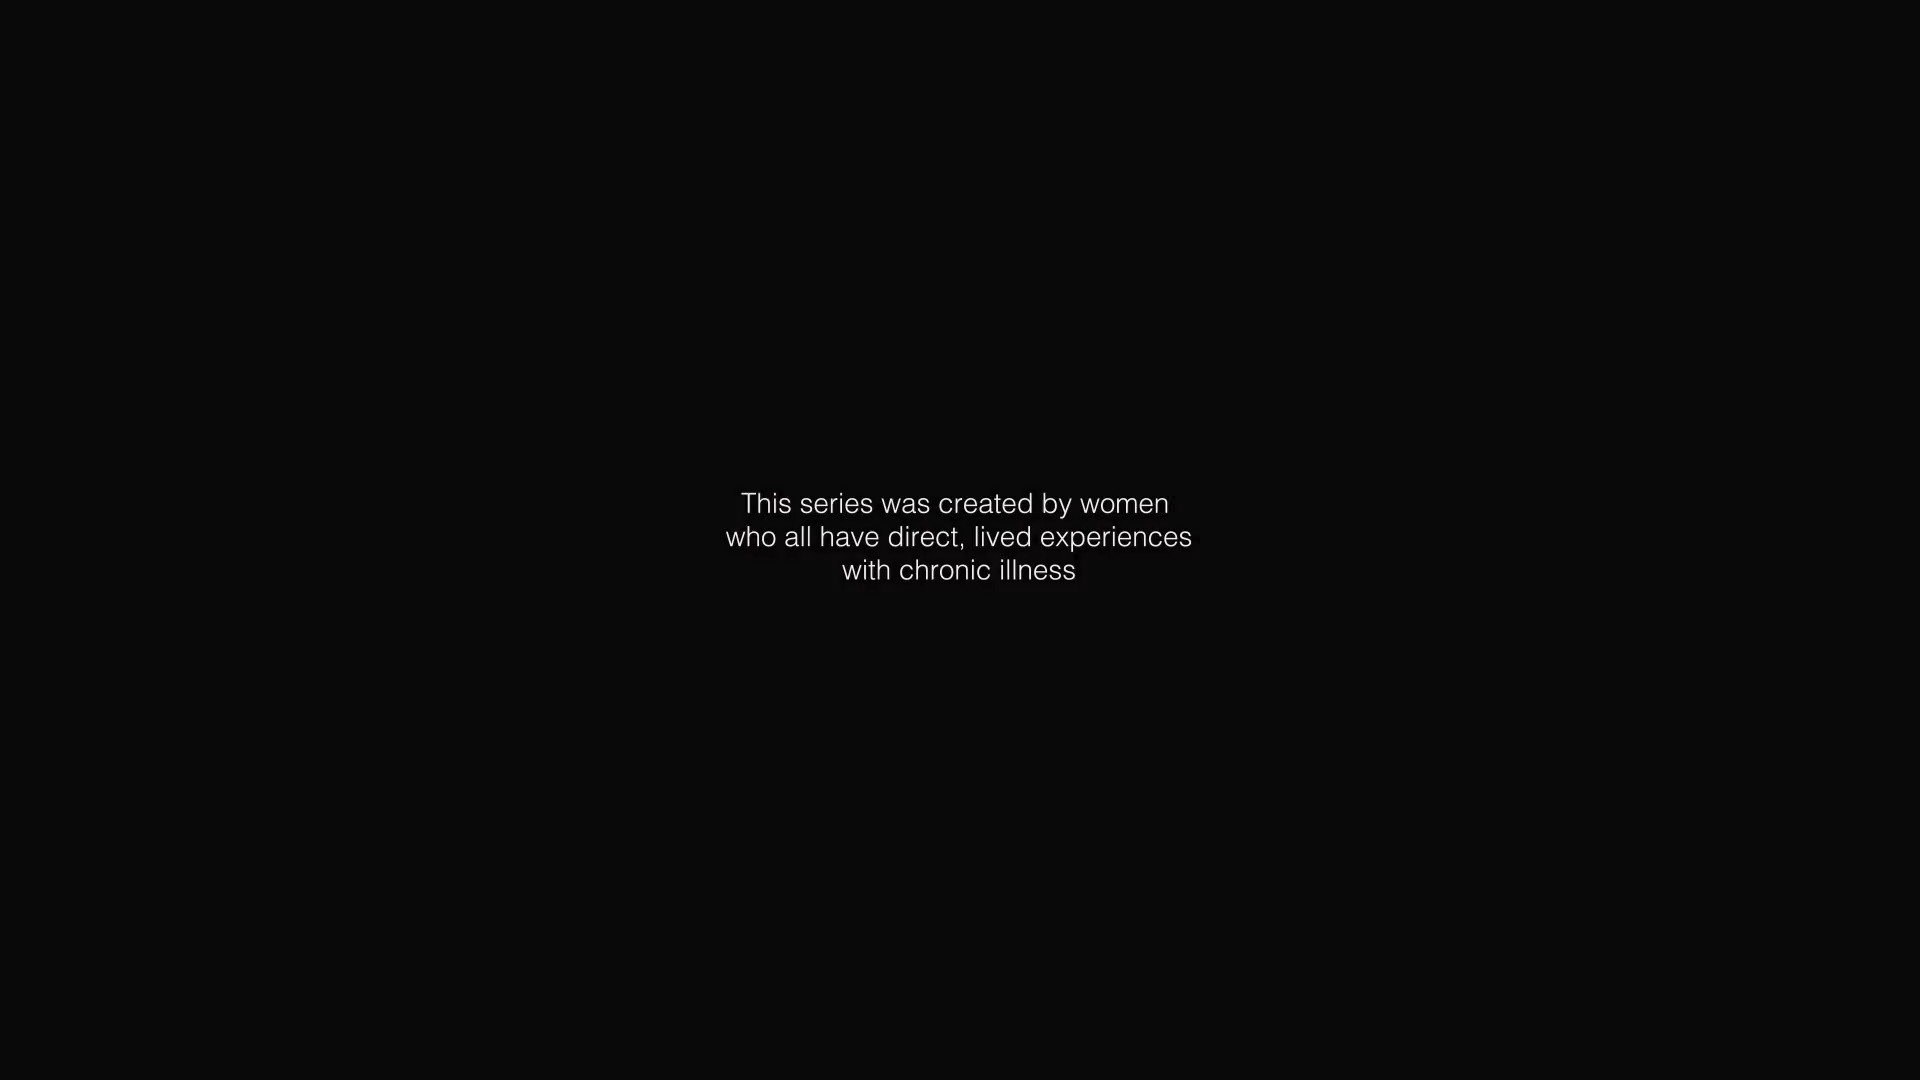 This series was created by women
who all have direct, lived experiences
with chronic illness